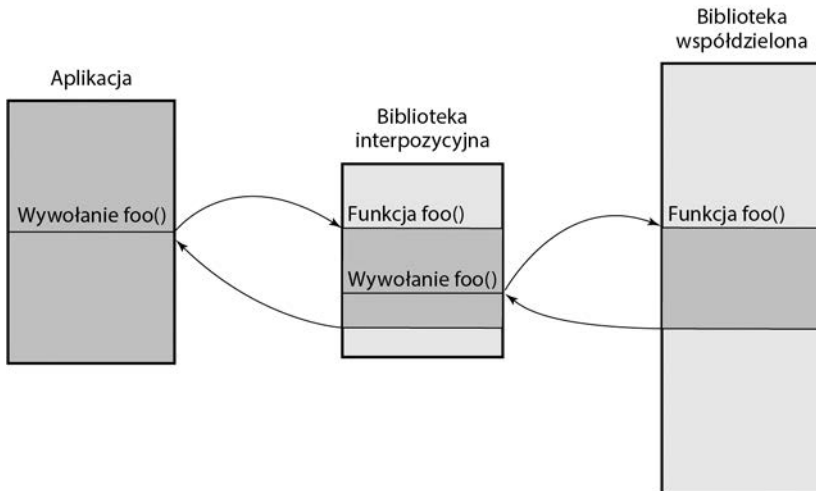 Biblioteka
współdzielona
Aplikacja
Biblioteka
interpozycyjna
Wywołanie foo()
Funkcja foo()
Funkcja foo()
Wywołanie foo()